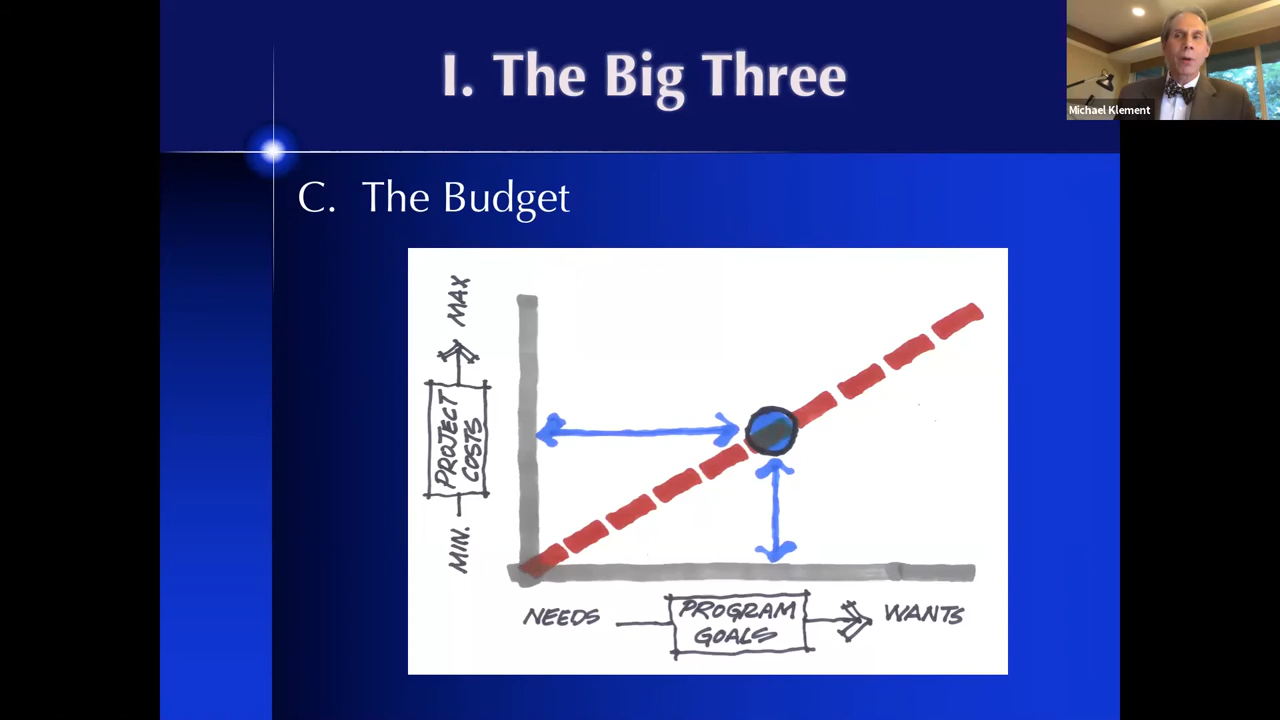 I. The Big Three
Michael Klement
C. The Budget
MAX
PROJECT
COSTS
MIN.
NEEDS
PROGRAM
GOALS
WANTS